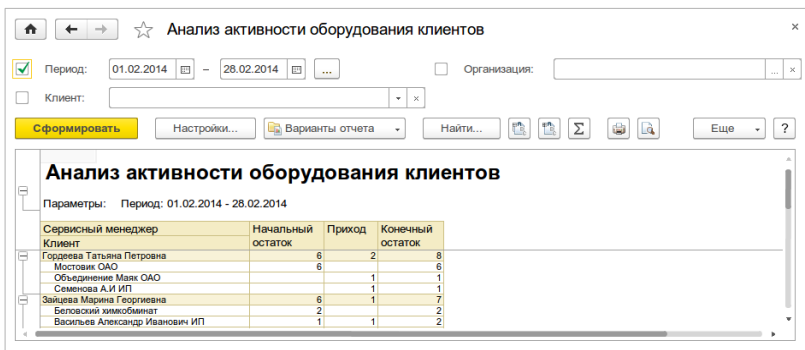 Анализ активности оборудования клиентов
Период: 01.02.2014 – 28.02.2014 ... Организация: ...
Клиент:
Сформировать Настройки... Варианты отчета Найти... Σ Еще ?
Анализ активности оборудования клиентов
Параметры: Период: 01.02.2014 - 28.02.2014
Сервисный менеджер Начальный Приход Конечный
Клиент остаток остаток
Гордеева Татьяна Петровна 6 2 8
Мостовик ОАО 6 6
Объединение Маяк ОАО 1 1
Семенова А.И ИП 1 1
Зайцева Марина Георгиевна 6 1 7
Беловский химкобминат 2 2
Васильев Александр Иванович ИП 1 1 2